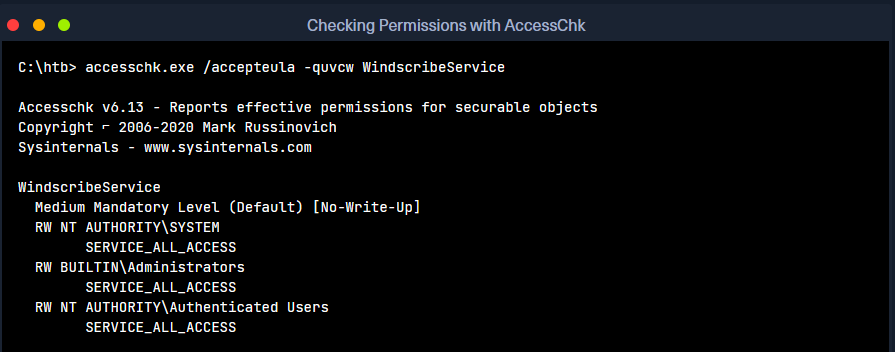 Checking Permissions with AccessChk
C:\htb> accesschk.exe /accepteula -quvcw WindscribeService
Accesschk v6.13 - Reports effective permissions for securable objects
Copyright ⌐ 2006-2020 Mark Russinovich
Sysinternals - www.sysinternals.com
WindscribeService
Medium Mandatory Level (Default) [No-Write-Up]
RW NT AUTHORITY\SYSTEM
SERVICE_ALL_ACCESS
RW BUILTIN\Administrators
SERVICE_ALL_ACCESS
RW NT AUTHORITY\Authenticated Users
SERVICE_ALL_ACCESS